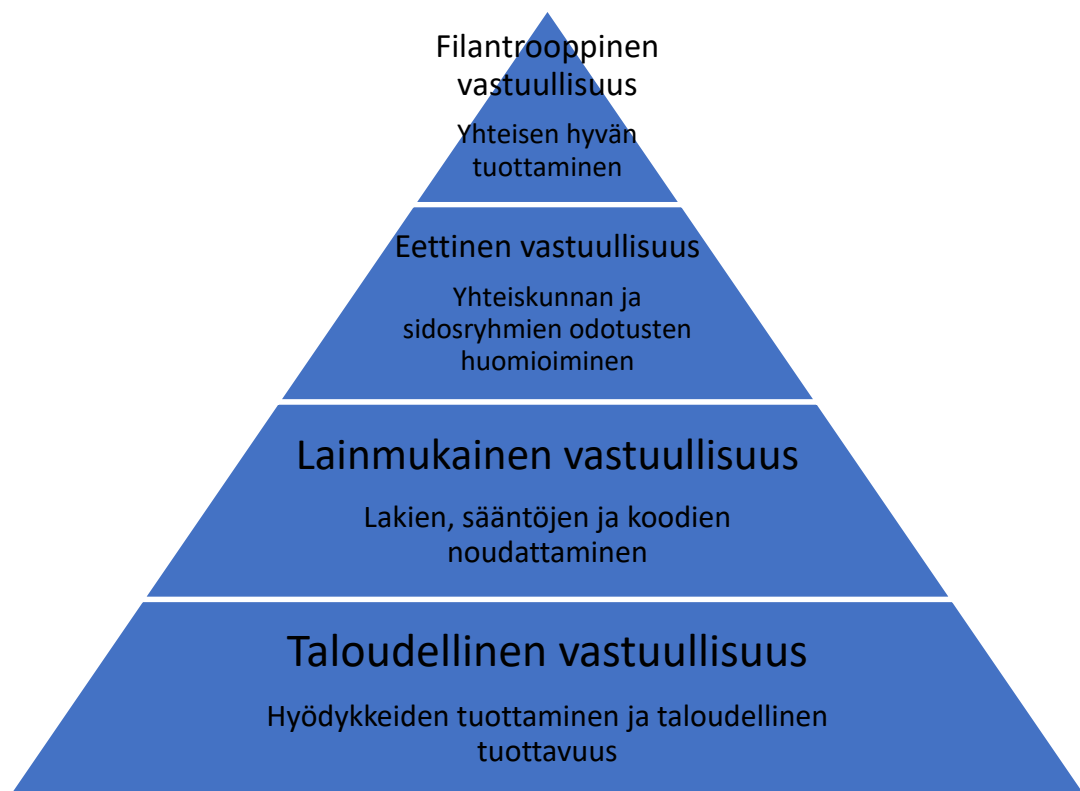 Filantrooppinen
vastuullisuus
Yhteisen hyvän
tuottaminen
Eettinen vastuullisuus
Yhteiskunnan ja
sidosryhmien odotusten
huomioiminen
Lainmukainen vastuullisuus
Lakien, sääntöjen ja koodien
noudattaminen
Taloudellinen vastuullisuus
Hyödykkeiden tuottaminen ja taloudellinen
tuottavuus